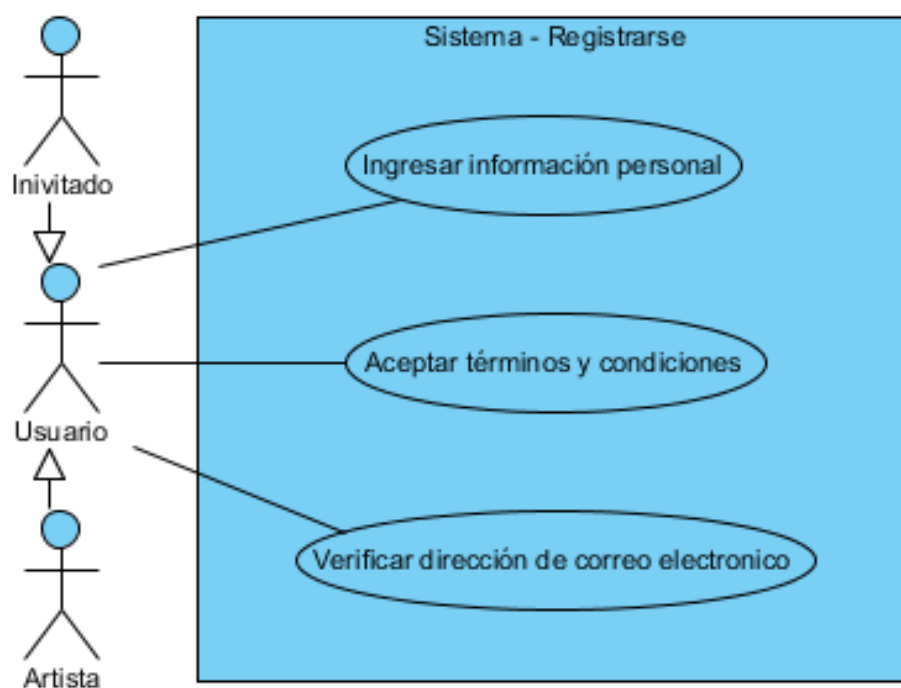 Sistema - Registrarse
Inivitado
Ingresar información personal
Usuario
Aceptar términos y condiciones
Verificar dirección de correo electronico
Artista